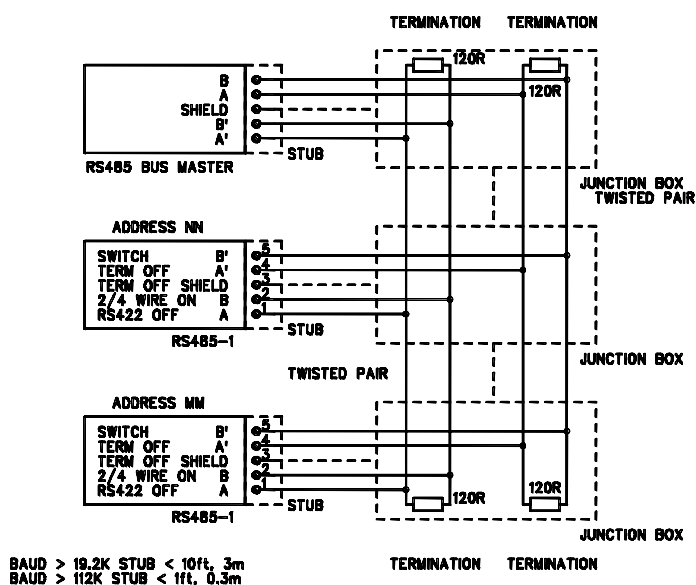 TERMINATION TERMINATION
120R
120R
B
A
SHIELD
B'
A'
STUB
RS485 BUS MASTER
JUNCTION BOX
TWISTED PAIR
ADDRESS NN
SWITCH B' 5
TERM OFF A' 4
TERM OFF SHIELD 3
2/4 WIRE ON B 2
RS422 OFF A 1
STUB
RS485-1
JUNCTION BOX
TWISTED PAIR
ADDRESS MM
SWITCH B' 5
TERM OFF A' 4
TERM OFF SHIELD 3
2/4 WIRE ON B 2
RS422 OFF A 1
120R 120R
STUB
RS485-1
JUNCTION BOX
TERMINATION TERMINATION
BAUD > 19.2K STUB < 10ft, 3m
BAUD > 112K STUB < 1ft, 0.3m